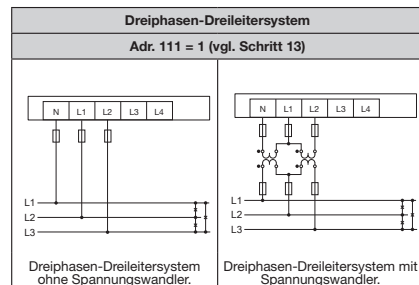 Dreiphasen-Dreileitersystem
Adr. 111 = 1 (vgl. Schritt 13)
N L1 L2 L3 L4
L1
L2
L3
Dreiphasen-Dreileitersystem
ohne Spannungswandler.
N L1 L2 L3 L4
L1
L2
L3
Dreiphasen-Dreileitersystem mit
Spannungswandler.